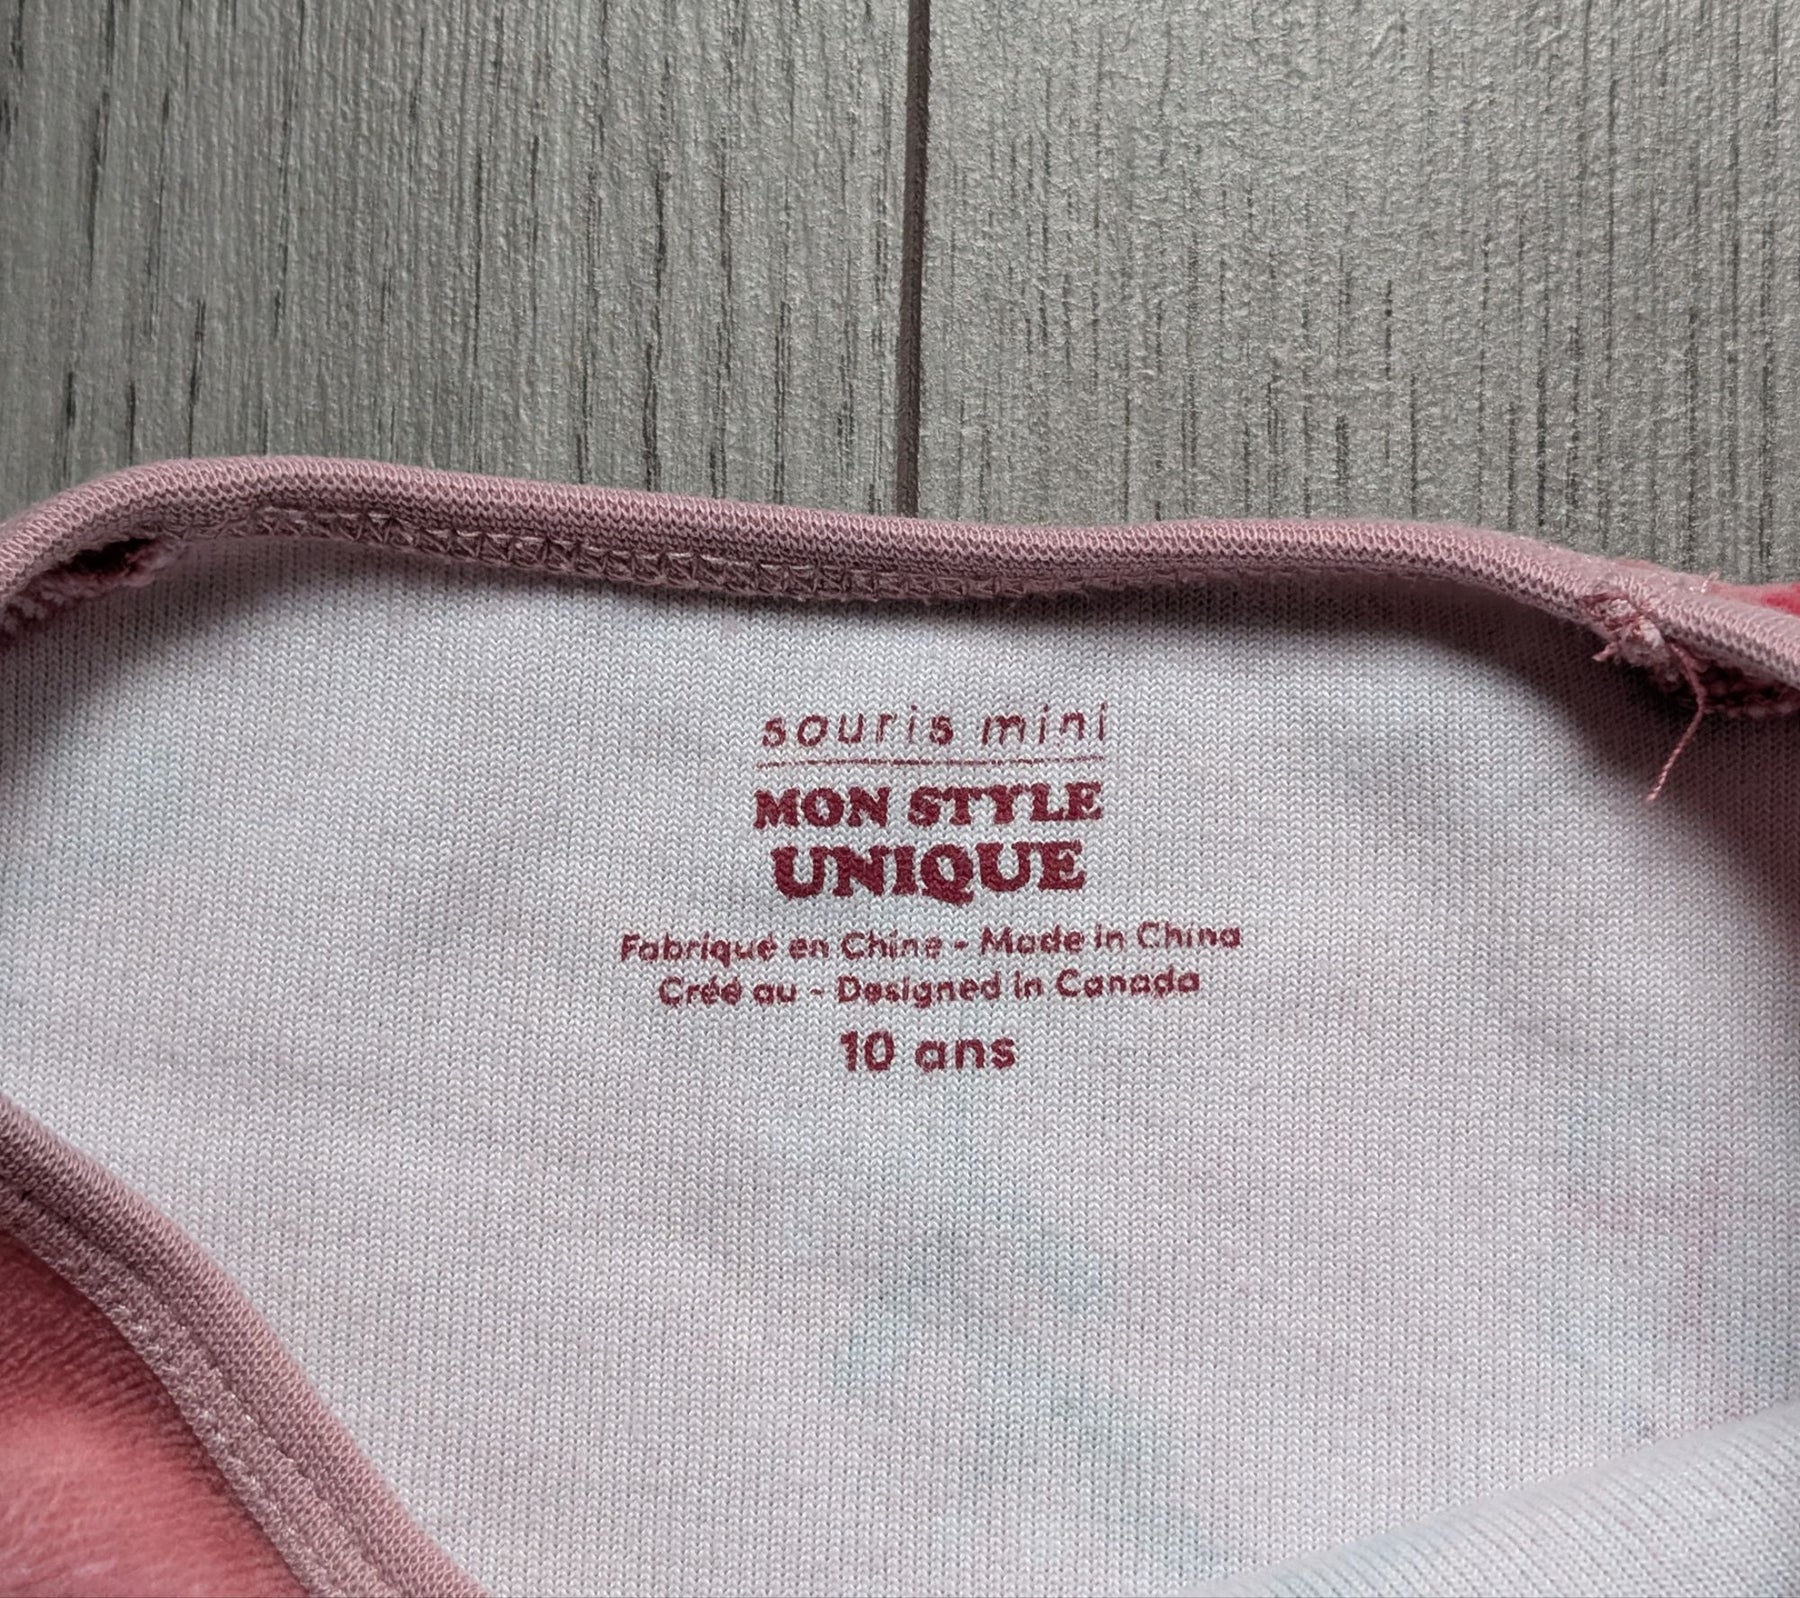 souris mini
MON STYLE
UNIQUE
Fabriqué en Chine - Made in China
Créé au - Designed in Canada
10 ans